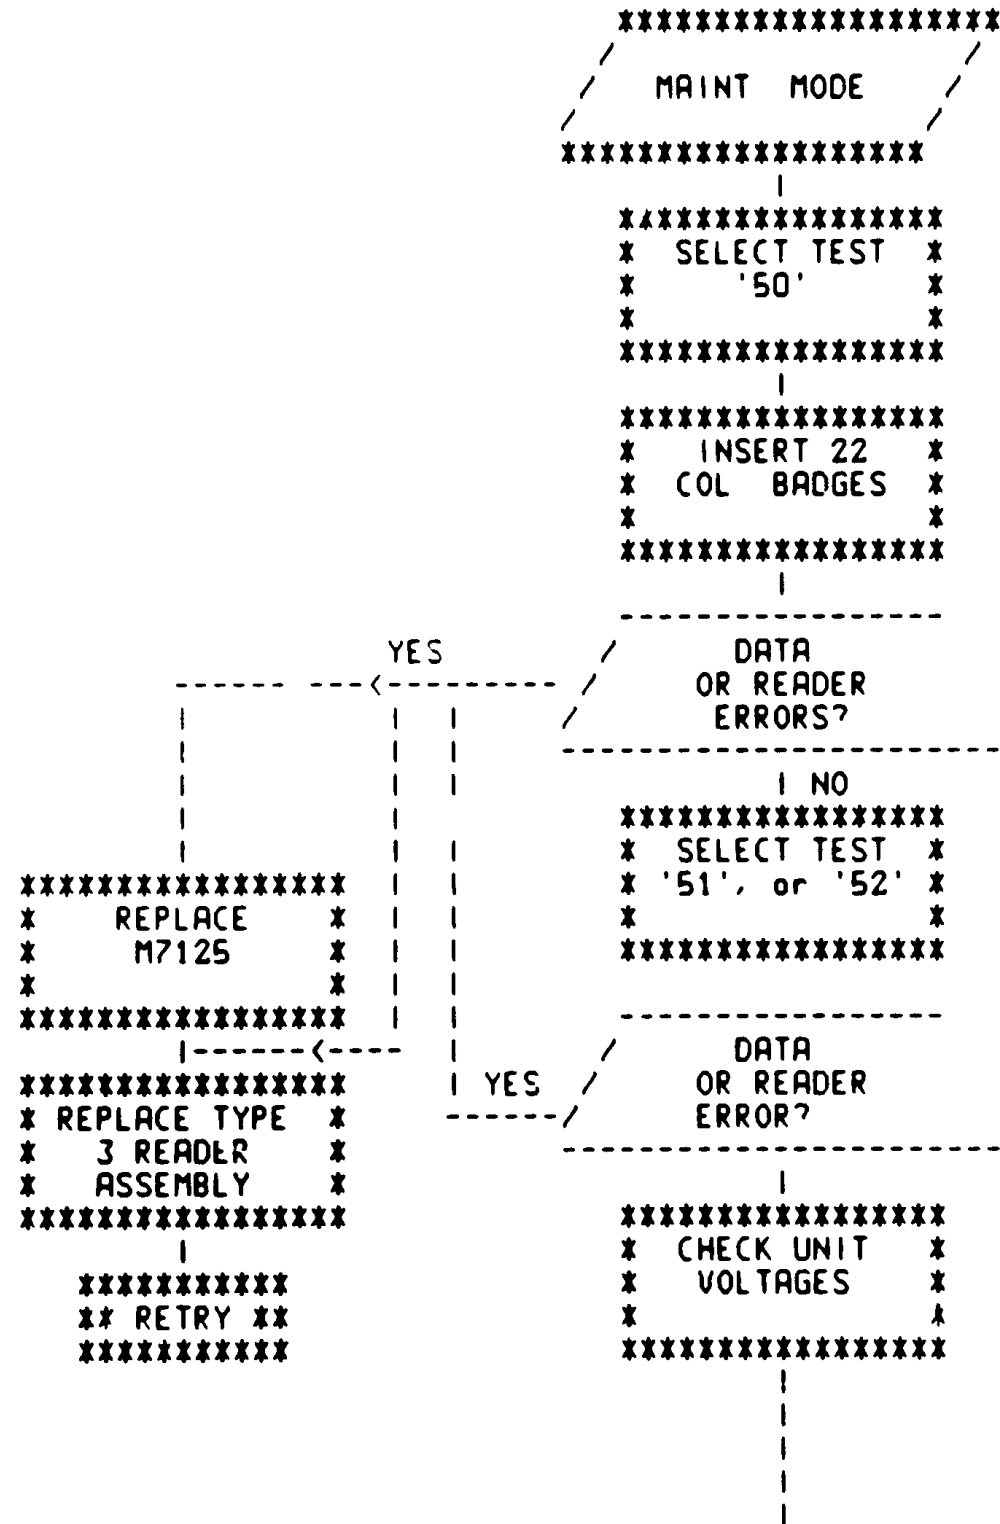 MAINT MODE
SELECT TEST
'50'
INSERT 22
COL BADGES
DATA
OR READER
ERRORS?
YES
NO
SELECT TEST
'51', or '52'
REPLACE
M7125
DATA
OR READER
ERROR?
YES
REPLACE TYPE
3 READER
ASSEMBLY
** RETRY **
CHECK UNIT
VOLTAGES